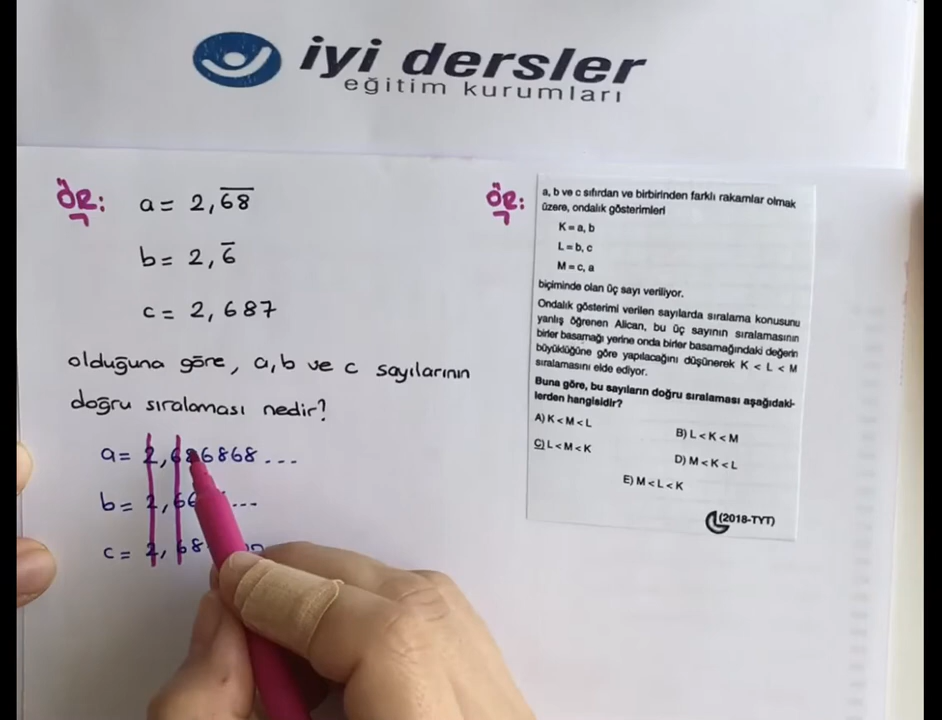 iyi dersler
eğitim kurumları
ÖR:
a = 2,6̅8̅
b = 2,6̅
c = 2,687
olduğuna göre, a,b ve c sayılarının
doğru sıralaması nedir?
a = 2,686868...
b = 2,66
c = 2,68
ÖR:
a, b ve c sıfırdan ve birbirinden farklı rakamlar olmak
üzere, ondalık gösterimleri
K = a, b
L = b, c
M = c, a
biçiminde olan üç sayı veriliyor.
Ondalık gösterimi verilen sayılarda sıralama konusunu
yanlış öğrenen Alican, bu üç sayının sıralamasının
birler basamağı yerine onda birler basamağındaki değerin
büyüklüğüne göre yapılacağını düşünerek K < L < M
sıralamasını elde ediyor.
Buna göre, bu sayıların doğru sıralaması aşağıdaki-
lerden hangisidir?
A) K < M < L
B) L < K < M
C) L < M < K
D) M < K < L
E) M < L < K
(2018-TYT)